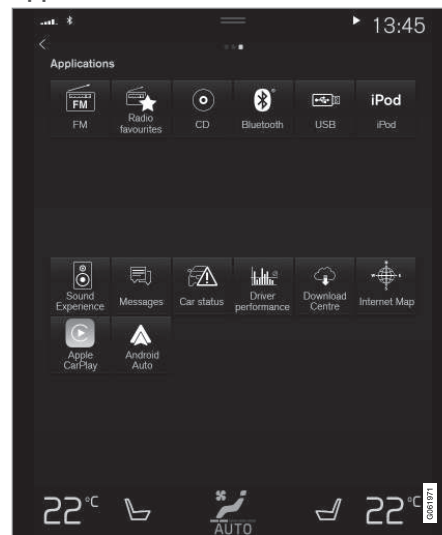 13:45
Applications
FM
iPod
FM
Radio
favourites
CD
Bluetooth
USB
iPod
Sound
Experience
Messages
Car status
Driver
performance
Download
Centre
Internet Map
Apple
CarPlay
Android
Auto
22°C
22°C
AUTO
G061971